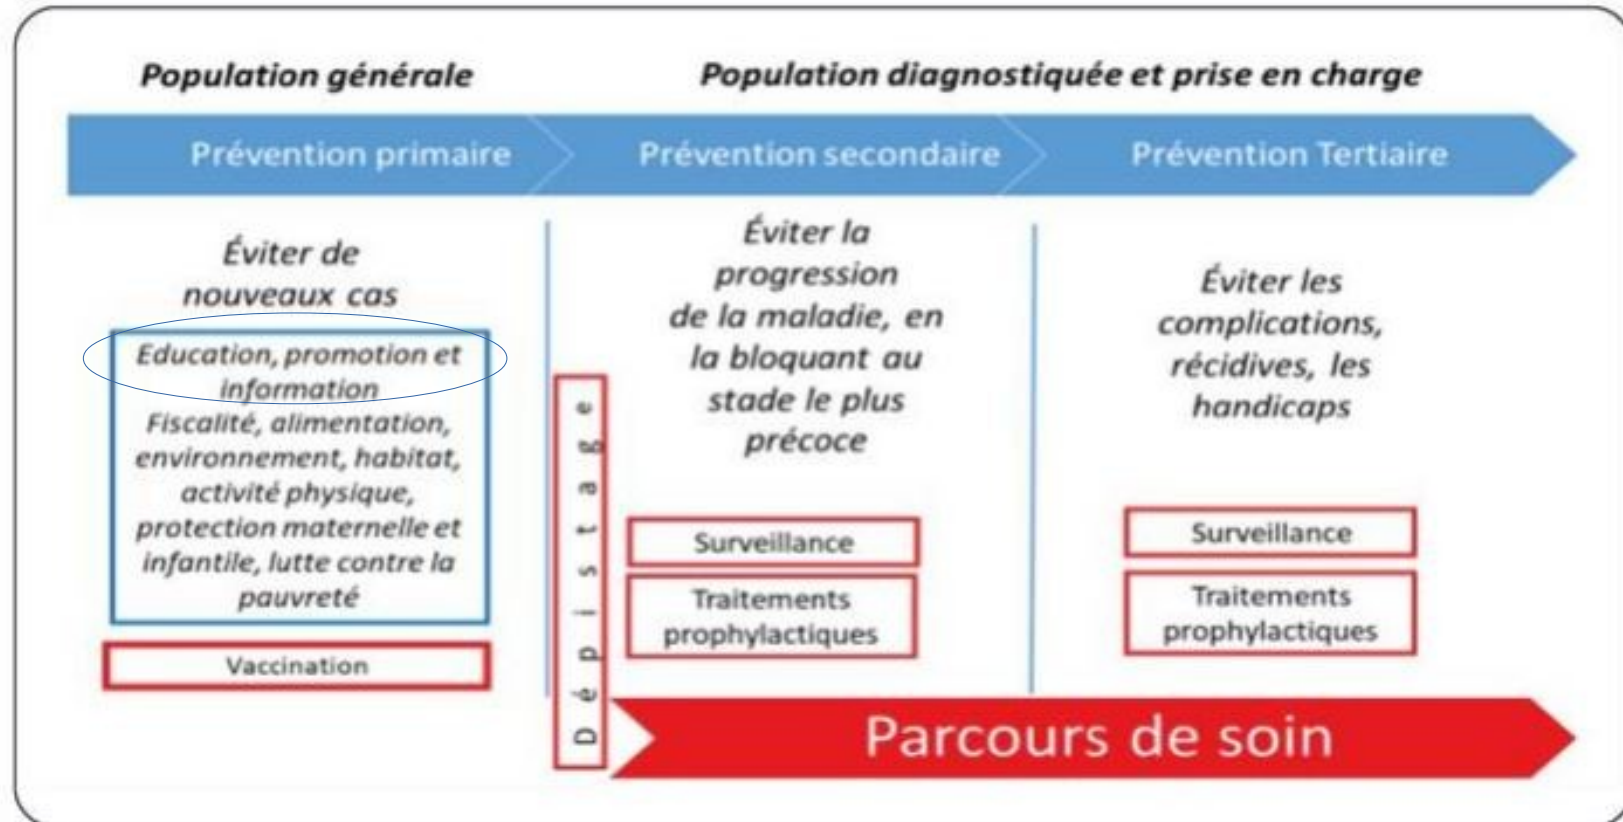 Population générale
Population diagnostiquée et prise en charge
Prévention primaire
Prévention secondaire
Prévention Tertiaire
Éviter de
nouveaux cas
Education, promotion et
information
Fiscalité, alimentation,
environnement, habitat,
activité physique,
protection maternelle et
infantile, lutte contre la
pauvreté
Vaccination
Dépistage
Éviter la
progression
de la maladie, en
la bloquant au
stade le plus
précoce
Surveillance
Traitements
prophylactiques
Éviter les
complications,
récidives, les
handicaps
Surveillance
Traitements
prophylactiques
Parcours de soin